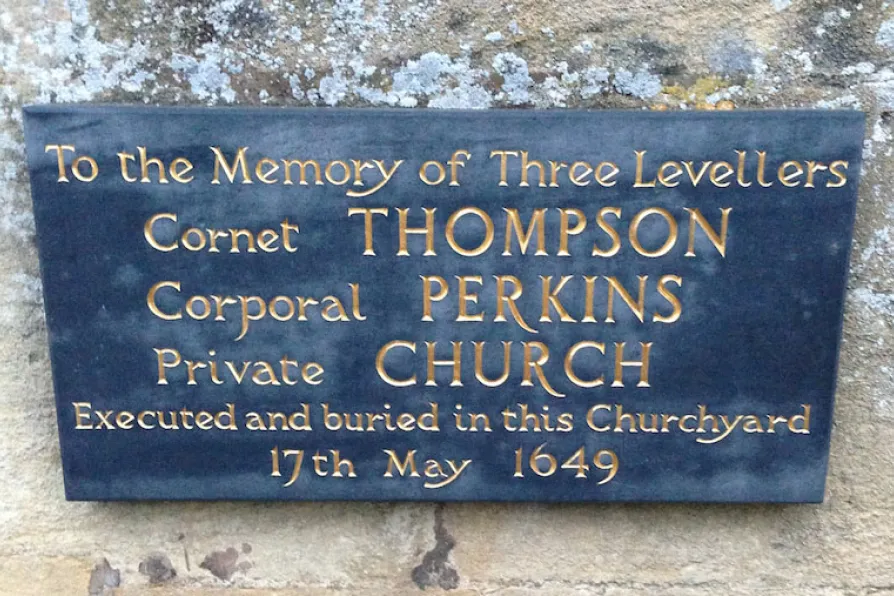 To the Memory of Three Levellers
Cornet THOMPSON
Corporal PERKINS
Private CHURCH
Executed and buried in this Churchyard
17th May 1649